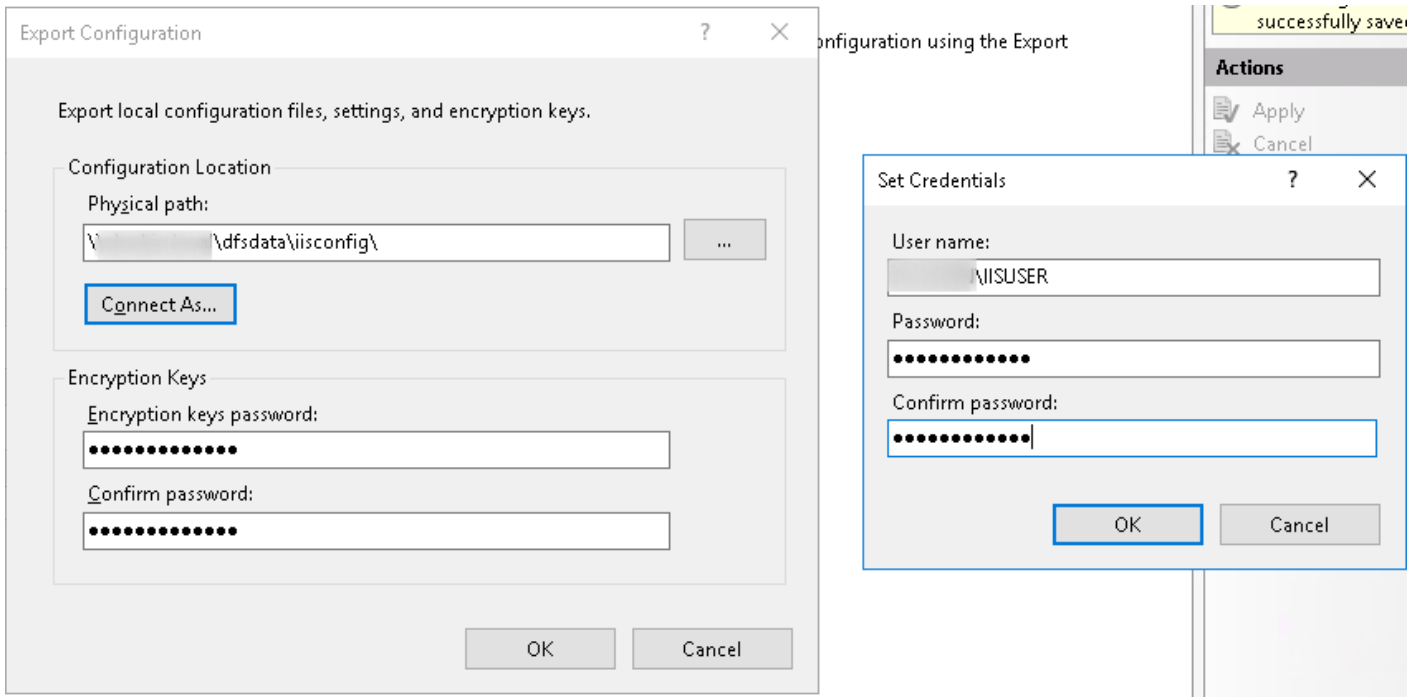 Export Configuration
?
Export local configuration files, settings, and encryption keys.
Configuration Location
Physical path:
\\dfsdata\iisconfig\
...
Connect As...
Encryption Keys
Encryption keys password:
●●●●●●●●●●●●●
Confirm password:
●●●●●●●●●●●●●
OK
Cancel
using the Export
successfully
Actions
Apply
Cancel
Set Credentials
?
User name:
\IISUSER
Password:
●●●●●●●●●●●●
Confirm password:
●●●●●●●●●●●●
OK
Cancel